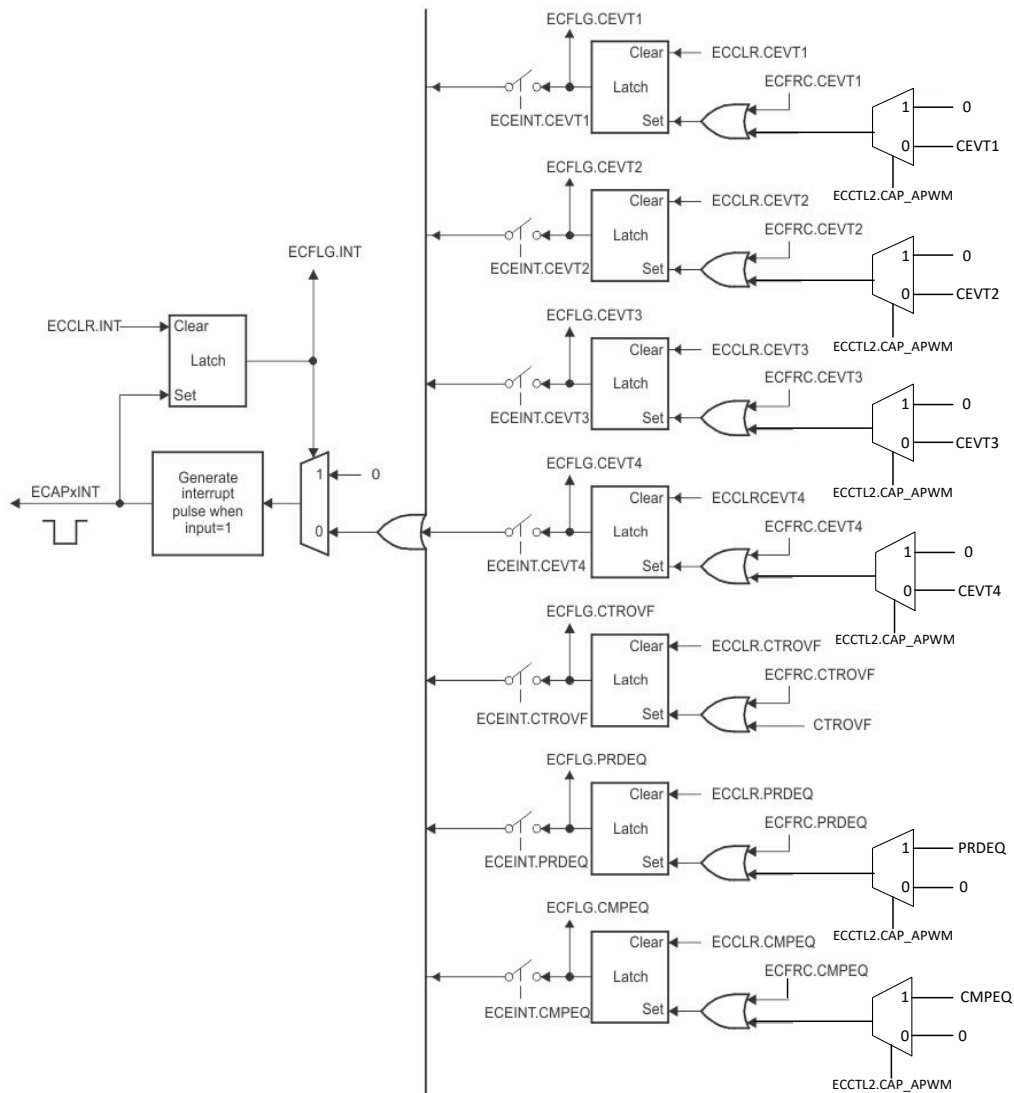 ECFLG.CEVT1
Clear
ECCLR.CEVT1
Latch
ECFRC.CEVT1
ECEINT.CEVT1
Set
1
0
0
CEVT1
ECCTL2.CAP_APWM
ECFLG.CEVT2
Clear
ECCLR.CEVT2
Latch
ECFRC.CEVT2
ECEINT.CEVT2
Set
1
0
0
CEVT2
ECCTL2.CAP_APWM
ECFLG.INT
ECCLR.INT
Clear
Latch
Set
ECFLG.CEVT3
Clear
ECCLR.CEVT3
Latch
ECFRC.CEVT3
ECEINT.CEVT3
Set
1
0
0
CEVT3
ECCTL2.CAP_APWM
ECAPxINT
Generate
interrupt
pulse when
input=1
1
0
0
ECFLG.CEVT4
Clear
ECCLRCEVT4
Latch
ECFRC.CEVT4
ECEINT.CEVT4
Set
1
0
0
CEVT4
ECCTL2.CAP_APWM
ECFLG.CTROVF
Clear
ECCLR.CTROVF
Latch
ECFRC.CTROVF
ECEINT.CTROVF
Set
CTROVF
ECFLG.PRDEQ
Clear
ECCLR.PRDEQ
Latch
ECFRC.PRDEQ
ECEINT.PRDEQ
Set
1
PRDEQ
0
0
ECCTL2.CAP_APWM
ECFLG.CMPEQ
Clear
ECCLR.CMPEQ
Latch
ECFRC.CMPEQ
ECEINT.CMPEQ
Set
1
CMPEQ
0
0
ECCTL2.CAP_APWM